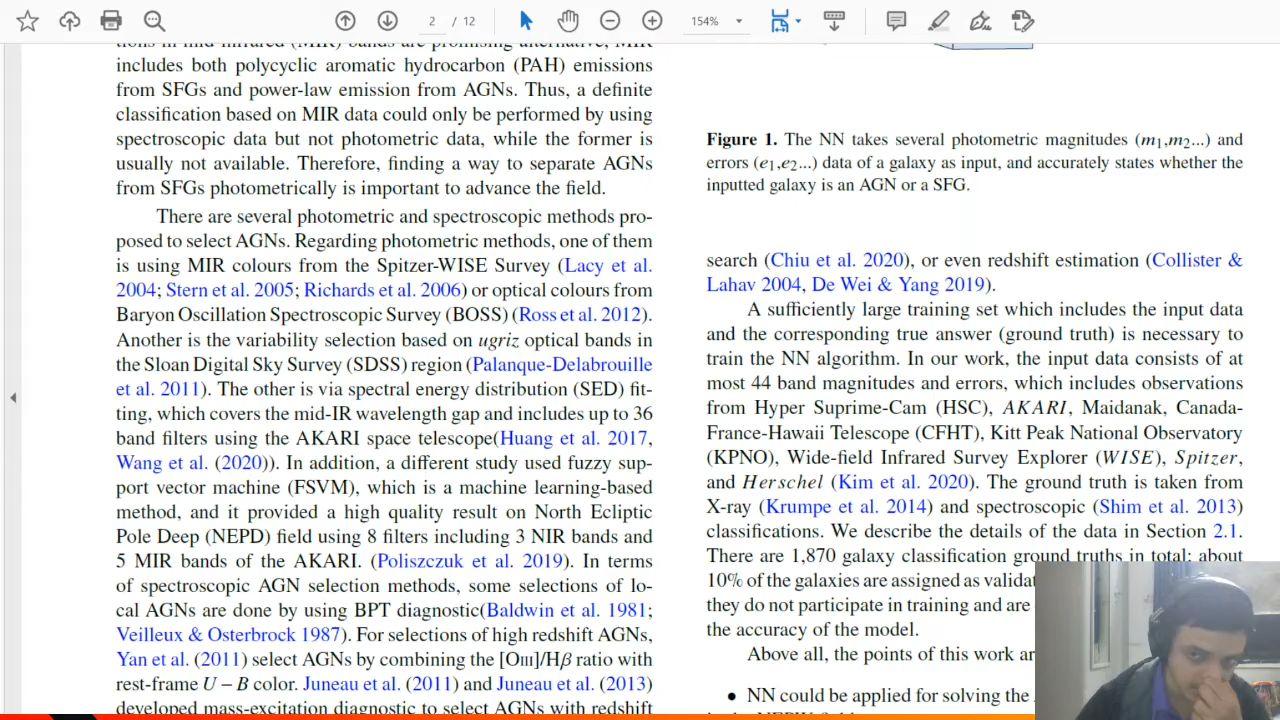 2 / 12
154%
tions in mid-infrared (MIR) bands are promising alternative, MIR
includes both polycyclic aromatic hydrocarbon (PAH) emissions
from SFGs and power-law emission from AGNs. Thus, a definite
classification based on MIR data could only be performed by using
spectroscopic data but not photometric data, while the former is
usually not available. Therefore, finding a way to separate AGNs
from SFGs photometrically is important to advance the field.
There are several photometric and spectroscopic methods pro-
posed to select AGNs. Regarding photometric methods, one of them
is using MIR colours from the Spitzer-WISE Survey (Lacy et al.
2004; Stern et al. 2005; Richards et al. 2006) or optical colours from
Baryon Oscillation Spectroscopic Survey (BOSS) (Ross et al. 2012).
Another is the variability selection based on ugriz optical bands in
the Sloan Digital Sky Survey (SDSS) region (Palanque-Delabrouille
et al. 2011). The other is via spectral energy distribution (SED) fit-
ting, which covers the mid-IR wavelength gap and includes up to 36
band filters using the AKARI space telescope(Huang et al. 2017,
Wang et al. (2020)). In addition, a different study used fuzzy sup-
port vector machine (FSVM), which is a machine learning-based
method, and it provided a high quality result on North Ecliptic
Pole Deep (NEPD) field using 8 filters including 3 NIR bands and
5 MIR bands of the AKARI. (Poliszczuk et al. 2019). In terms
of spectroscopic AGN selection methods, some selections of lo-
cal AGNs are done by using BPT diagnostic(Baldwin et al. 1981;
Veilleux & Osterbrock 1987). For selections of high redshift AGNs,
Yan et al. (2011) select AGNs by combining the [OIII]/Hβ ratio with
rest-frame U − B color. Juneau et al. (2011) and Juneau et al. (2013)
developed mass-excitation diagnostic to select AGNs with redshift
Figure 1. The NN takes several photometric magnitudes (m1,m2...) and
errors (e1,e2...) data of a galaxy as input, and accurately states whether the
inputted galaxy is an AGN or a SFG.
search (Chiu et al. 2020), or even redshift estimation (Collister &
Lahav 2004, De Wei & Yang 2019).
A sufficiently large training set which includes the input data
and the corresponding true answer (ground truth) is necessary to
train the NN algorithm. In our work, the input data consists of at
most 44 band magnitudes and errors, which includes observations
from Hyper Suprime-Cam (HSC), AKARI, Maidanak, Canada-
France-Hawaii Telescope (CFHT), Kitt Peak National Observatory
(KPNO), Wide-field Infrared Survey Explorer (WISE), Spitzer,
and Herschel (Kim et al. 2020). The ground truth is taken from
X-ray (Krumpe et al. 2014) and spectroscopic (Shim et al. 2013)
classifications. We describe the details of the data in Section 2.1.
There are 1,870 galaxy classification ground truths in total; about
10% of the galaxies are assigned as valida
they do not participate in training and are
the accuracy of the model.
Above all, the points of this work ar
• NN could be applied for solving the